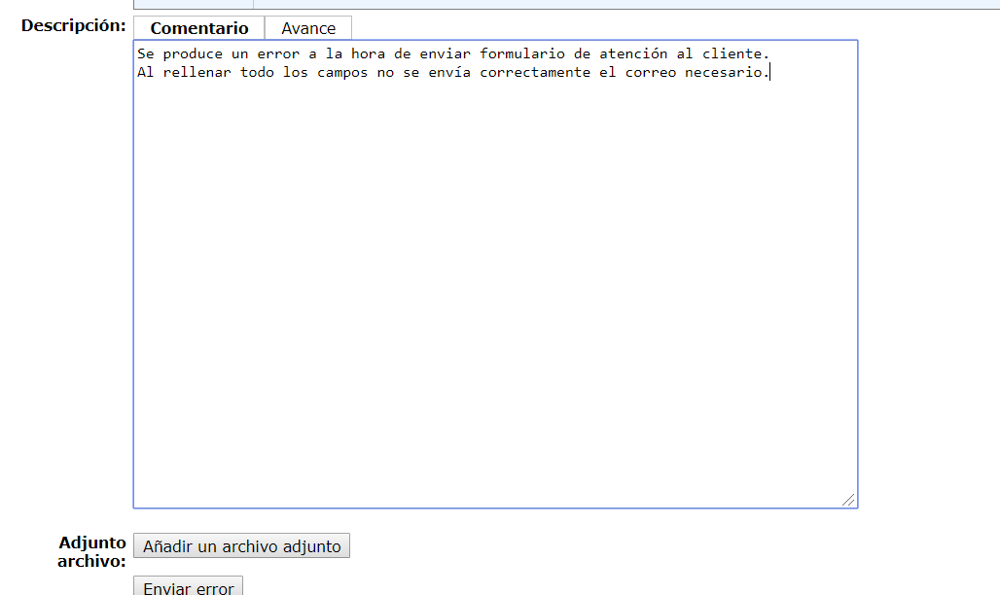 Descripción:
Comentario
Avance
Se produce un error a la hora de enviar formulario de atención al cliente.
Al rellenar todo los campos no se envía correctamente el correo necesario.
Adjunto
archivo:
Añadir un archivo adjunto
Enviar error